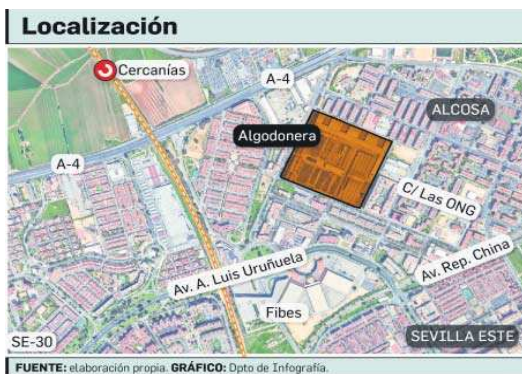 Localización
Cercanías
A-4
ALCOSA
Algodonera
A-4
C/ Las ONG
Av. A. Luis Uruñuela
Av. Rep. China
Fibes
SE-30
SEVILLA ESTE
FUENTE: elaboración propia. GRÁFICO: Dpto de Infografía.